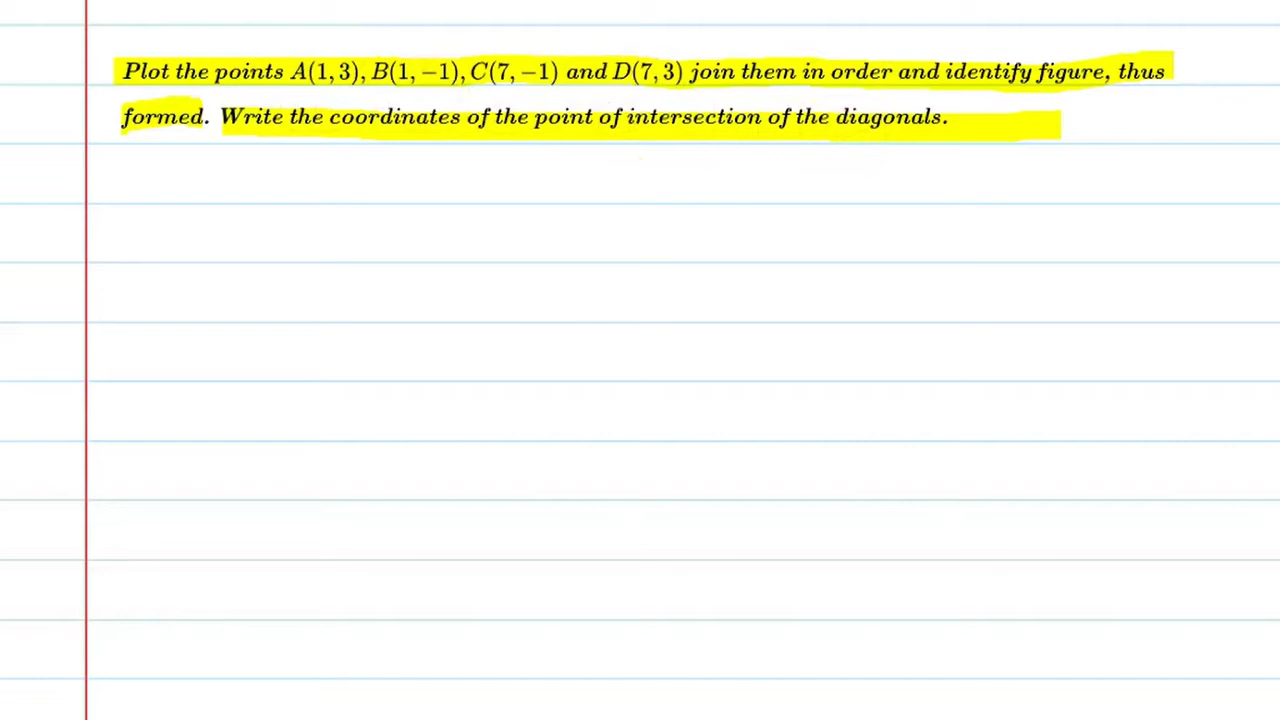 Plot the points A(1, 3), B(1, −1), C(7, −1) and D(7, 3) join them in order and identify figure, thus
formed. Write the coordinates of the point of intersection of the diagonals.